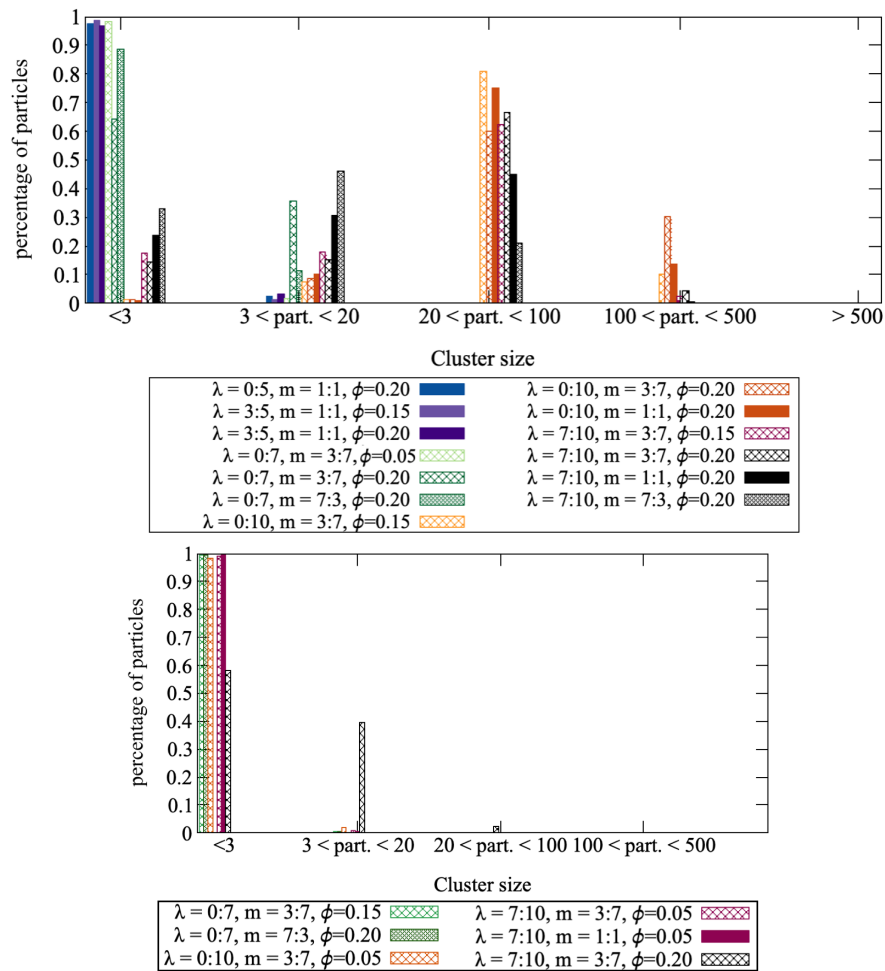 1
0.9
0.8
0.7
0.6
0.5
0.4
0.3
0.2
0.1
0
percentage of particles
<3 3 < part. < 20 20 < part. < 100 100 < part. < 500 > 500
Cluster size
λ = 0:5, m = 1:1, ϕ=0.20
λ = 3:5, m = 1:1, ϕ=0.15
λ = 3:5, m = 1:1, ϕ=0.20
λ = 0:7, m = 3:7, ϕ=0.05
λ = 0:7, m = 3:7, ϕ=0.20
λ = 0:7, m = 7:3, ϕ=0.20
λ = 0:10, m = 3:7, ϕ=0.15
λ = 0:10, m = 3:7, ϕ=0.20
λ = 0:10, m = 1:1, ϕ=0.20
λ = 7:10, m = 3:7, ϕ=0.15
λ = 7:10, m = 3:7, ϕ=0.20
λ = 7:10, m = 1:1, ϕ=0.20
λ = 7:10, m = 7:3, ϕ=0.20
1
0.9
0.8
0.7
0.6
0.5
0.4
0.3
0.2
0.1
0
percentage of particles
<3 3 < part. < 20 20 < part. < 100 100 < part. < 500
Cluster size
λ = 0:7, m = 3:7, ϕ=0.15
λ = 0:7, m = 7:3, ϕ=0.20
λ = 0:10, m = 3:7, ϕ=0.05
λ = 7:10, m = 3:7, ϕ=0.05
λ = 7:10, m = 1:1, ϕ=0.05
λ = 7:10, m = 3:7, ϕ=0.20